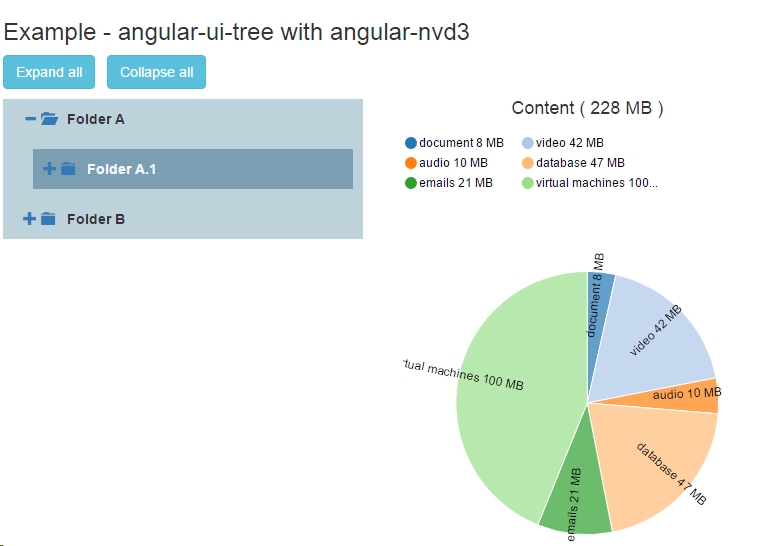 Example - angular-ui-tree with angular-nvd3
Expand all Collapse all
Folder A
Folder A.1
Folder B
Content ( 228 MB )
document 8 MB video 42 MB
audio 10 MB database 47 MB
emails 21 MB virtual machines 100...
document 8 MB
video 42 MB
audio 10 MB
database 47 MB
emails 21 MB
rtual machines 100 MB